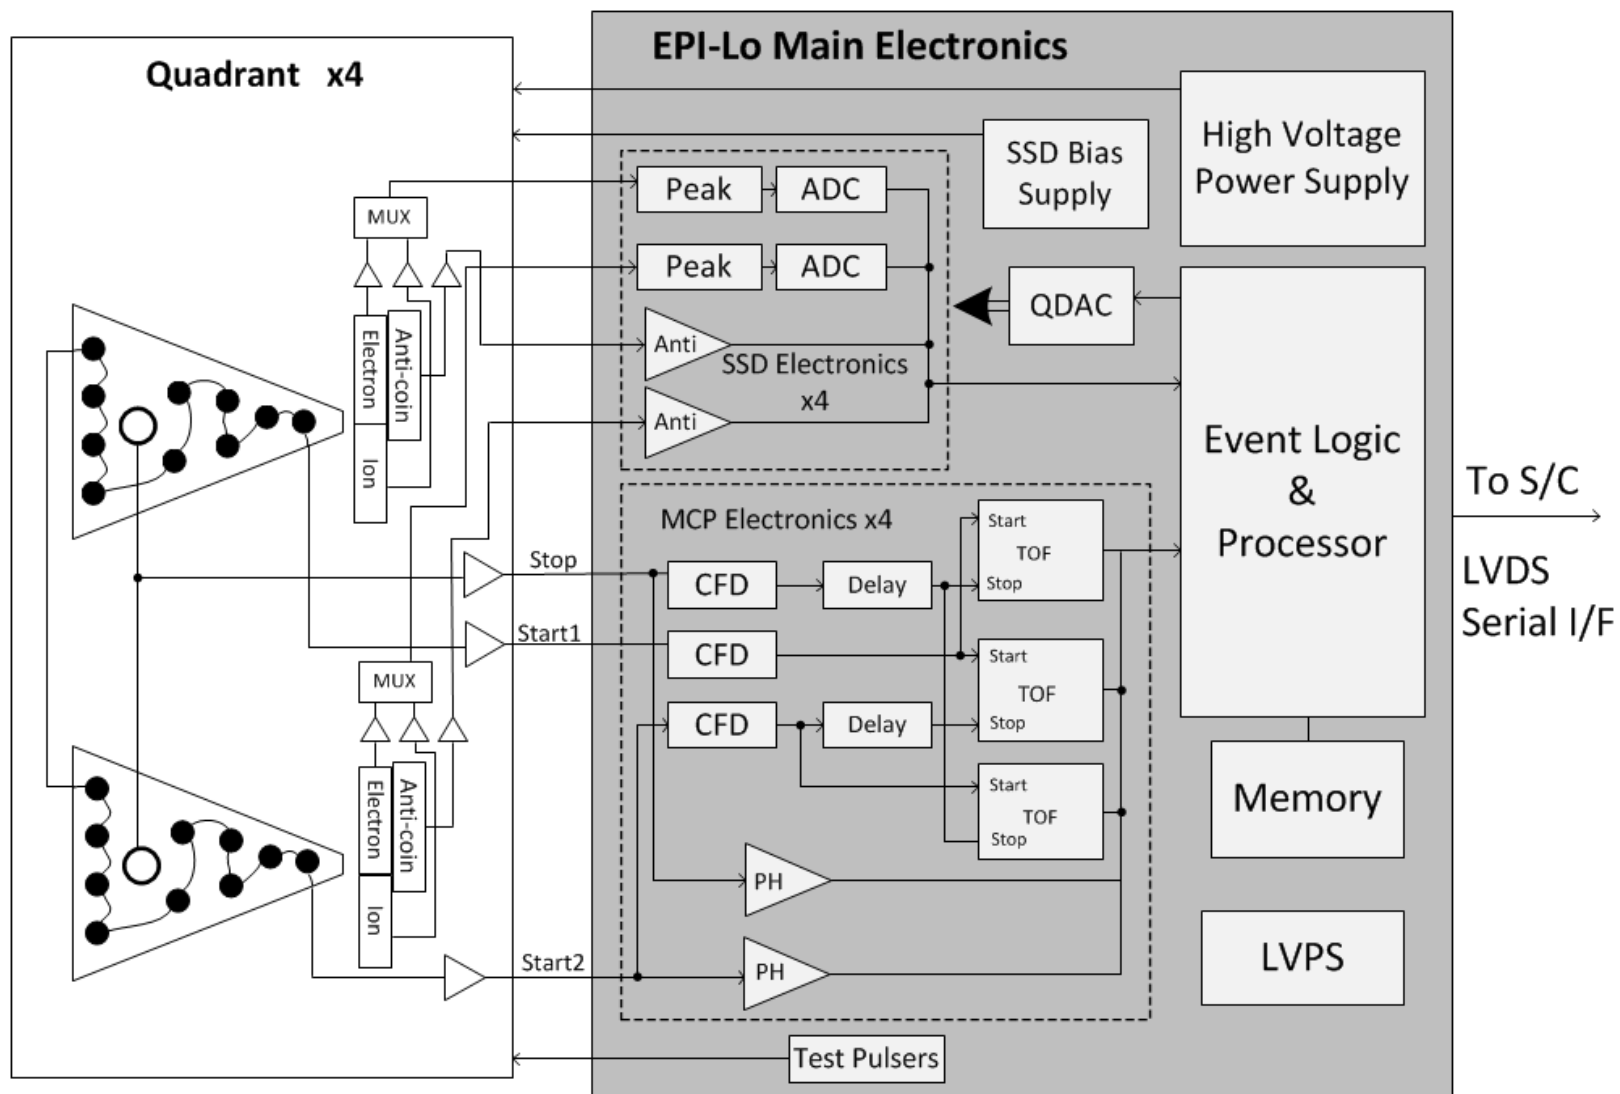 EPI-Lo Main Electronics
Quadrant x4
High Voltage
Power Supply
SSD Bias
Supply
Peak
ADC
MUX
Peak
ADC
QDAC
Electron
Anti-coin
Ion
Anti
SSD Electronics
x4
Anti
Event Logic
&
Processor
To S/C
LVDS
Serial I/F
MCP Electronics x4
Start
TOF
Stop
Stop
CFD
Delay
Start1
CFD
Start
TOF
Stop
MUX
CFD
Delay
Start
TOF
Stop
Electron
Anti-coin
Ion
Memory
PH
Start2
PH
LVPS
Test Pulsers